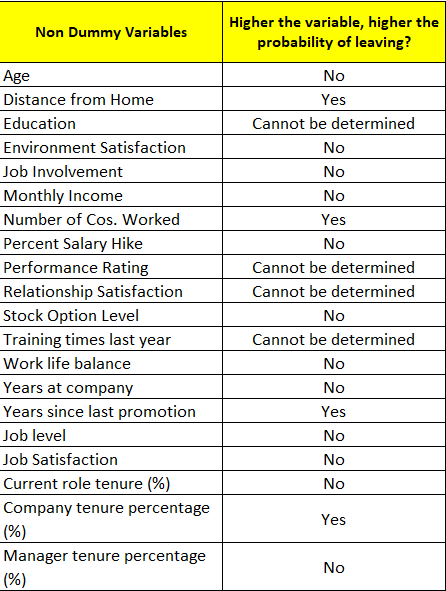 Non Dummy Variables
Higher the variable, higher the
probability of leaving?
Age No
Distance from Home Yes
Education Cannot be determined
Environment Satisfaction No
Job Involvement No
Monthly Income No
Number of Cos. Worked Yes
Percent Salary Hike No
Performance Rating Cannot be determined
Relationship Satisfaction Cannot be determined
Stock Option Level No
Training times last year Cannot be determined
Work life balance No
Years at company No
Years since last promotion Yes
Job level No
Job Satisfaction No
Current role tenure (%) No
Company tenure percentage
(%)
Yes
Manager tenure percentage
(%)
No